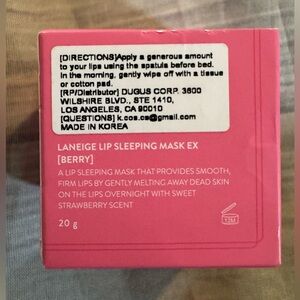 [DIRECTIONS]Apply a generous amount
to your lips using the spatula before bed.
In the morning, gently wipe off with a tissue
or cotton pad.
[RP/Distributor] DUGUS CORP. 3600
WILSHIRE BLVD., STE 1410,
LOS ANGELES, CA 90010
[QUESTIONS] k.cos.cs@gmail.com
MADE IN KOREA
LANEIGE LIP SLEEPING MASK EX
[BERRY]
A LIP SLEEPING MASK THAT PROVIDES SMOOTH,
FIRM LIPS BY GENTLY MELTING AWAY DEAD SKIN
ON THE LIPS OVERNIGHT WITH SWEET
STRAWBERRY SCENT
20 g
12M